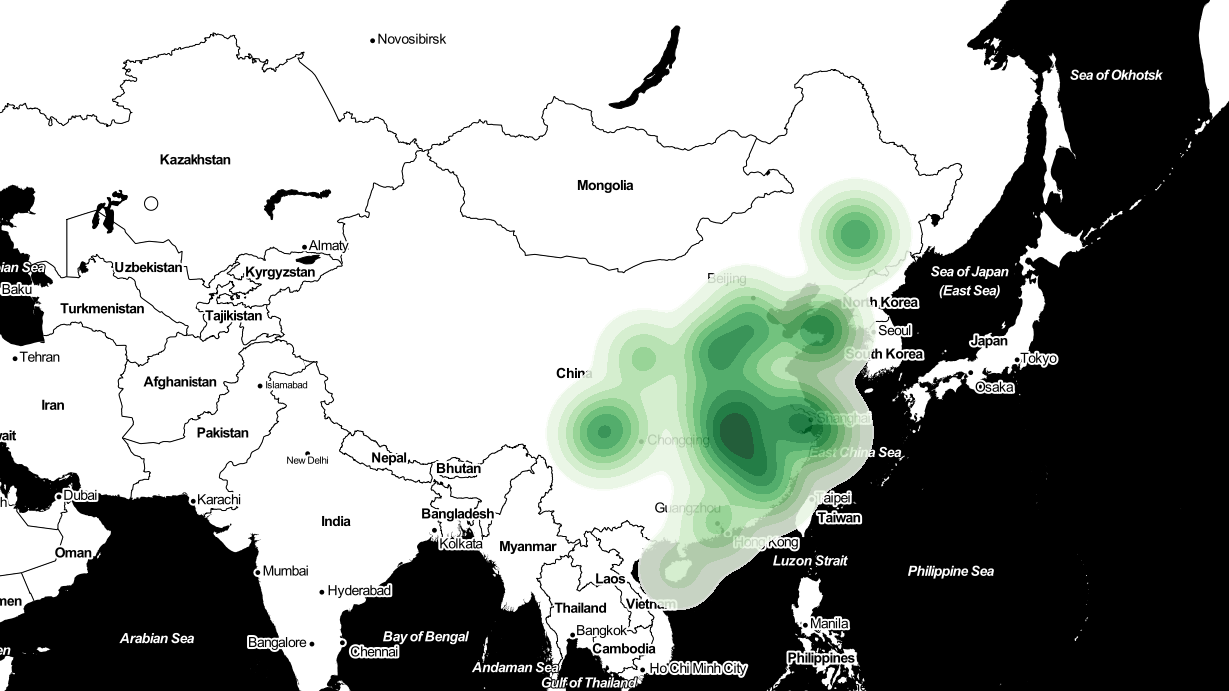 Novosibirsk
Sea of Okhotsk
Kazakhstan
Mongolia
Almaty
ian Sea
Uzbekistan
Kyrgyzstan
Sea of Japan
(East Sea)
Beijing
Baku
Turkmenistan
Tajikistan
North Korea
Seoul
Japan
South Korea
Tehran
Tokyo
China
Afghanistan
Islamabad
Osaka
Iran
Shanghai
Pakistan
wait
Chongqing
East China Sea
Nepal
New Delhi
Bhutan
Dubai
Karachi
Taipei
Guangzhou
Bangladesh
Taiwan
India
Hong Kong
Kolkata
Myanmar
Oman
Luzon Strait
Mumbai
Philippine Sea
Laos
Hyderabad
men
Thailand
Vietnam
Manila
Bangkok
Arabian Sea
Bay of Bengal
Bangalore
Chennai
Cambodia
Philippines
Andaman Sea
Ho Chi Minh City
Gulf of Thailand